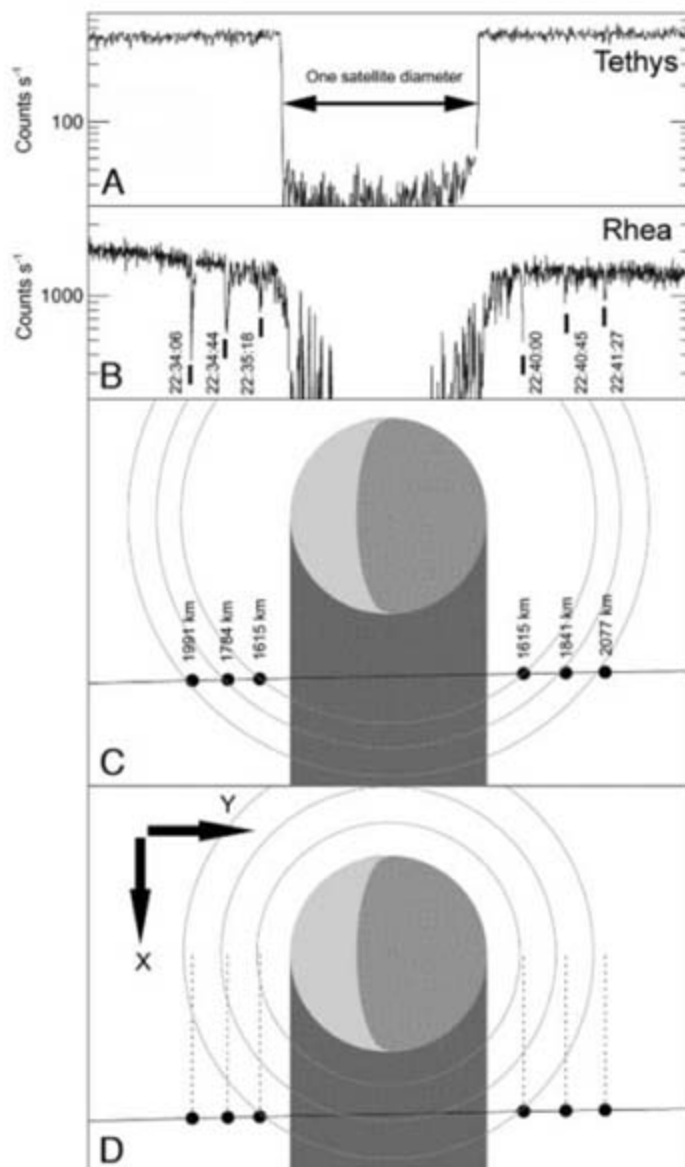 Tethys
One satellite diameter
Counts s⁻¹
100
A
Rhea
Counts s⁻¹
1000
22:34:06
22:34:44
22:35:18
22:40:00
22:40:45
22:41:27
B
1991 km
1784 km
1615 km
1615 km
1841 km
2077 km
C
Y
X
D